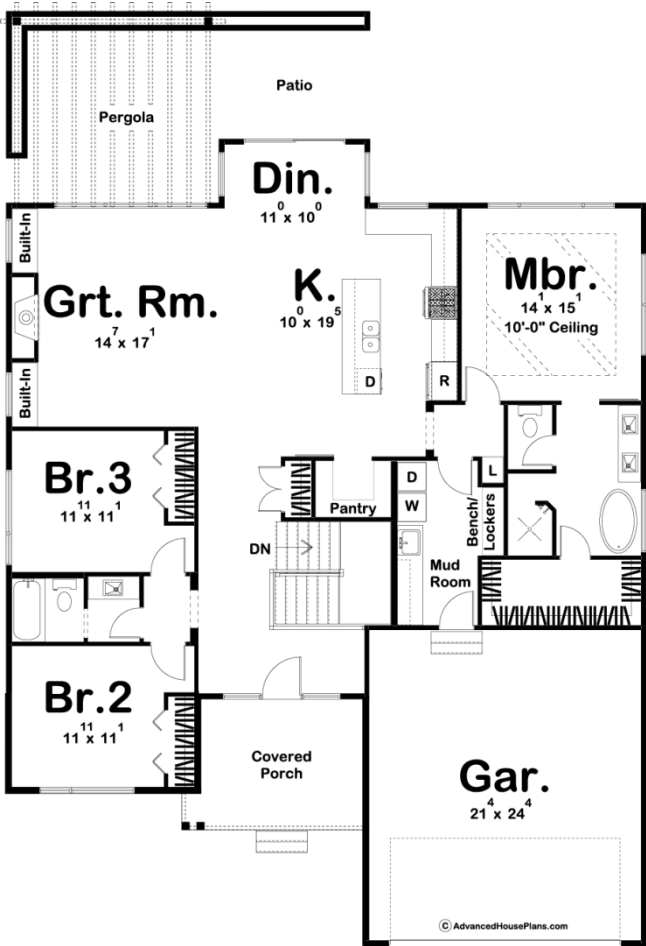 Patio
Pergola
Din.
11⁰ x 10⁰
Built-In
Grt. Rm.
14⁷ x 17¹
K.
10⁰ x 19⁵
Mbr.
14¹ x 15¹
10'-0" Ceiling
D
R
Built-In
Br.3
11¹¹ x 11¹
Pantry
D
W
L
Bench/
Lockers
DN
Mud
Room
Br.2
11¹¹ x 11¹
Covered
Porch
Gar.
21⁴ x 24⁴
© AdvancedHousePlans.com